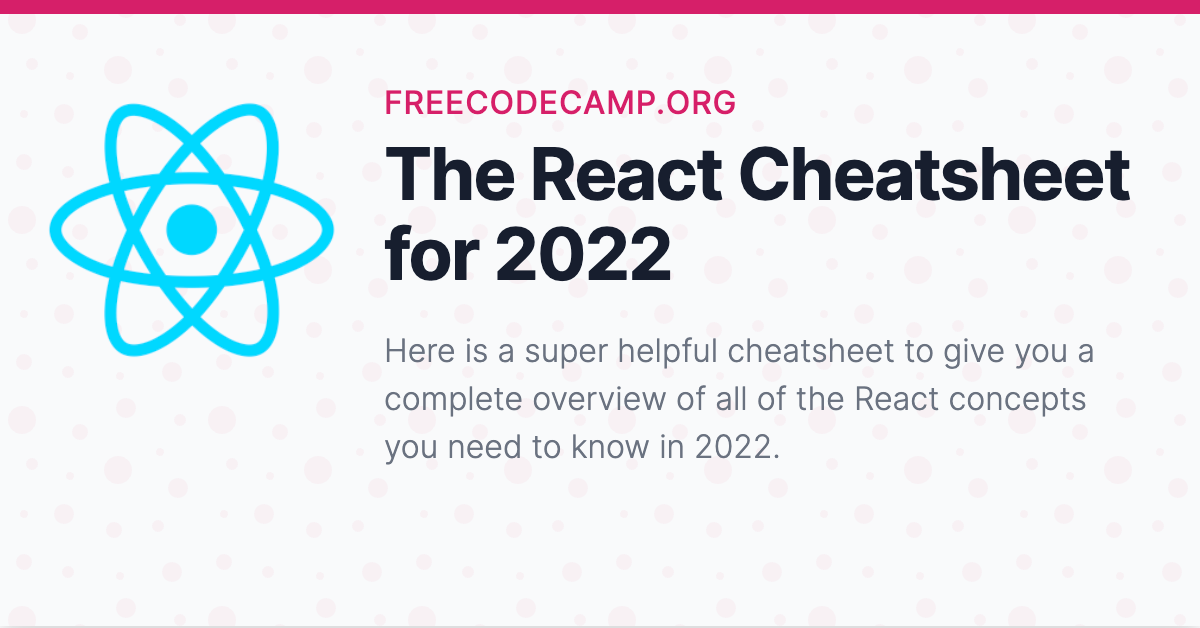 FREECODECAMP.ORG
The React Cheatsheet
for 2022
Here is a super helpful cheatsheet to give you a
complete overview of all of the React concepts
you need to know in 2022.